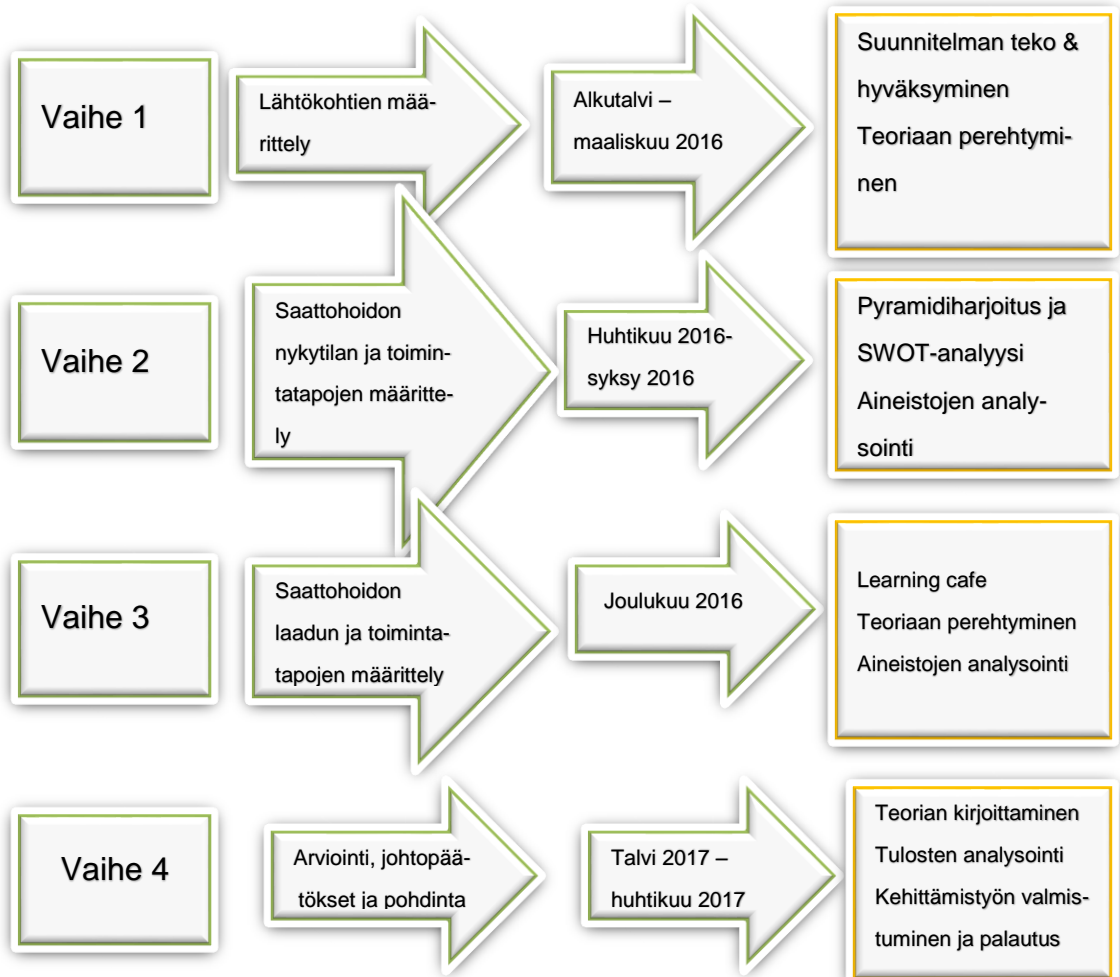 Vaihe 1
Lähtökohtien mää-
rittely
Alkutalvi –
maaliskuu 2016
Suunnitelman teko &
hyväksyminen
Teoriaan perehtymi-
nen
Vaihe 2
Saattohoidon
nykytilan ja toimin-
tatapojen määritte-
ly
Huhtikuu 2016-
syksy 2016
Pyramidiharjoitus ja
SWOT-analyysi
Aineistojen analy-
sointi
Vaihe 3
Saattohoidon
laadun ja toiminta-
tapojen määrittely
Joulukuu 2016
Learning cafe
Teoriaan perehtyminen
Aineistojen analysointi
Vaihe 4
Arviointi, johtopää-
tökset ja pohdinta
Talvi 2017 –
huhtikuu 2017
Teorian kirjoittaminen
Tulosten analysointi
Kehittämistyön valmis-
tuminen ja palautus